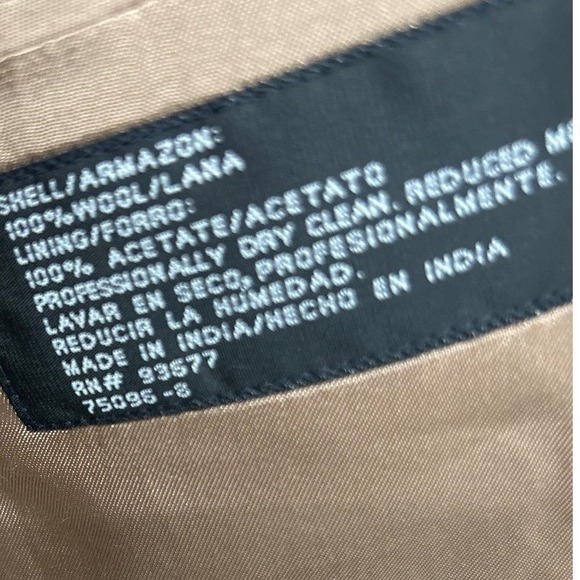 SHELL/ARMAZON:
100% WOOL/LANA
LINING/FORRO:
100% ACETATE/ACETATO
PROFESSIONALLY DRY CLEAN. REDUCED
LAVAR EN SECO, PROFESIONALMENTE.
REDUCIR LA HUMEDAD.
MADE IN INDIA/HECHO EN INDIA
RN# 93677
75096-8